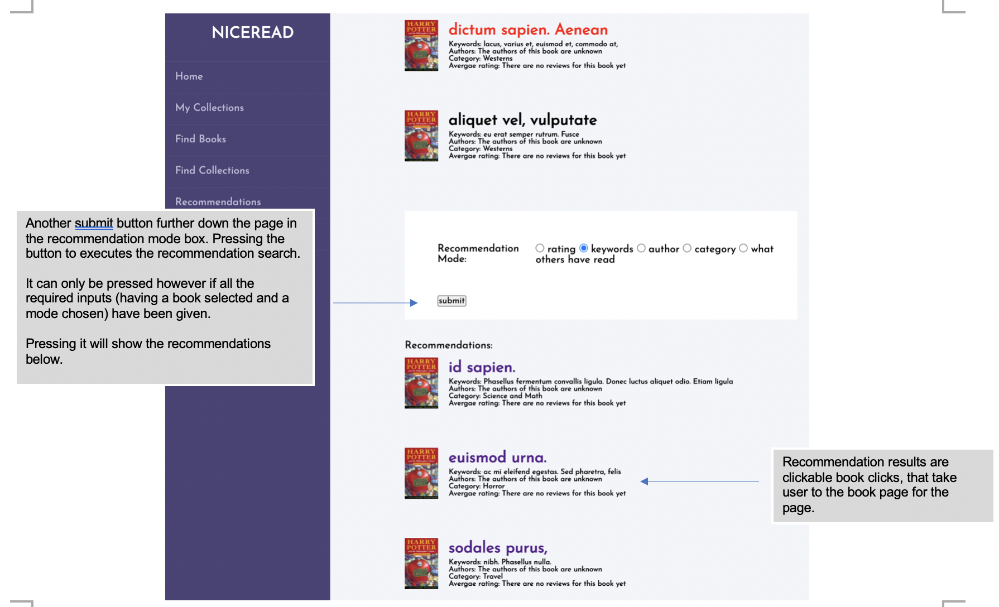 NICEREAD
Home
My Collections
Find Books
Find Collections
Recommendations
HARRY
POTTER
dictum sapien. Aenean
Keywords: lacus, varius et, euismod et, commodo at,
Authors: The authors of this book are unknown
Category: Westerns
Avergae rating: There are no reviews for this book yet
HARRY
POTTER
aliquet vel, vulputate
Keywords: eu erat semper rutrum. Fusce
Authors: The authors of this book are unknown
Category: Westerns
Avergae rating: There are no reviews for this book yet
Another submit button further down the page in
the recommendation mode box. Pressing the
button to executes the recommendation search.
It can only be pressed however if all the
required inputs (having a book selected and a
mode chosen) have been given.
Pressing it will show the recommendations
below.
Recommendation
Mode:
rating keywords author category what
others have read
submit
Recommendations:
HARRY
POTTER
id sapien.
Keywords: Phasellus fermentum convallis ligula. Donec luctus aliquet odio. Etiam ligula
Authors: The authors of this book are unknown
Category: Science and Math
Avergae rating: There are no reviews for this book yet
HARRY
POTTER
euismod urna.
Keywords: ac mi eleifend egestas. Sed pharetra, felis
Authors: The authors of this book are unknown
Category: Horror
Avergae rating: There are no reviews for this book yet
Recommendation results are
clickable book clicks, that take
user to the book page for the
page.
HARRY
POTTER
sodales purus,
Keywords: nibh. Phasellus nulla.
Authors: The authors of this book are unknown
Category: Travel
Avergae rating: There are no reviews for this book yet